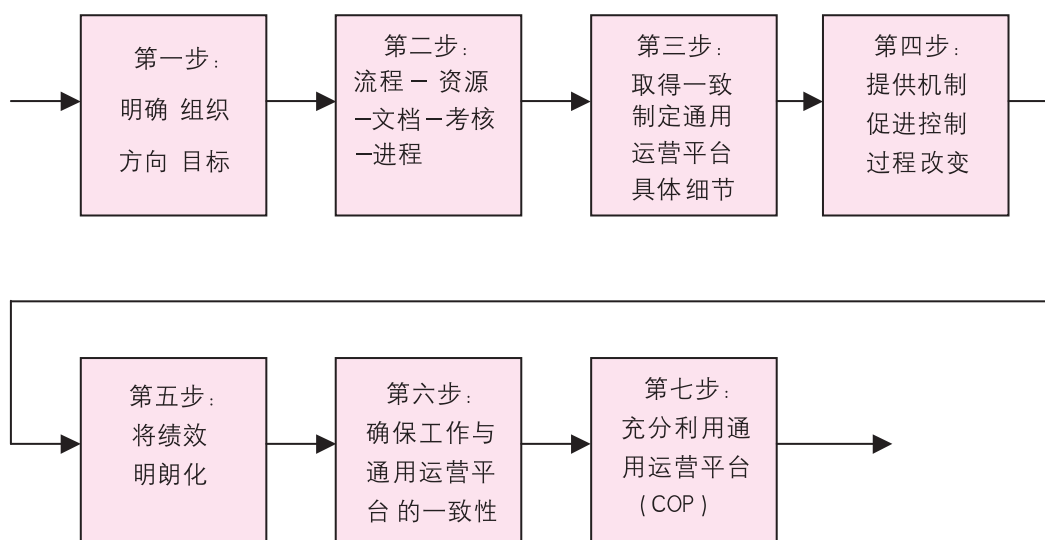 第一步：
明确 组织
方向 目标
第二步：
流程－ 资源
－文档－考核
－进程
第三步：
取得一致
制定通用
运营平台
具体 细节
第四步：
提供机制
促进控制
过程 改变
第五步：
将绩效
明朗化
第六步：
确保工作与
通用运营平
台 的一致性
第七步：
充分利用通
用运营平台
（COP）